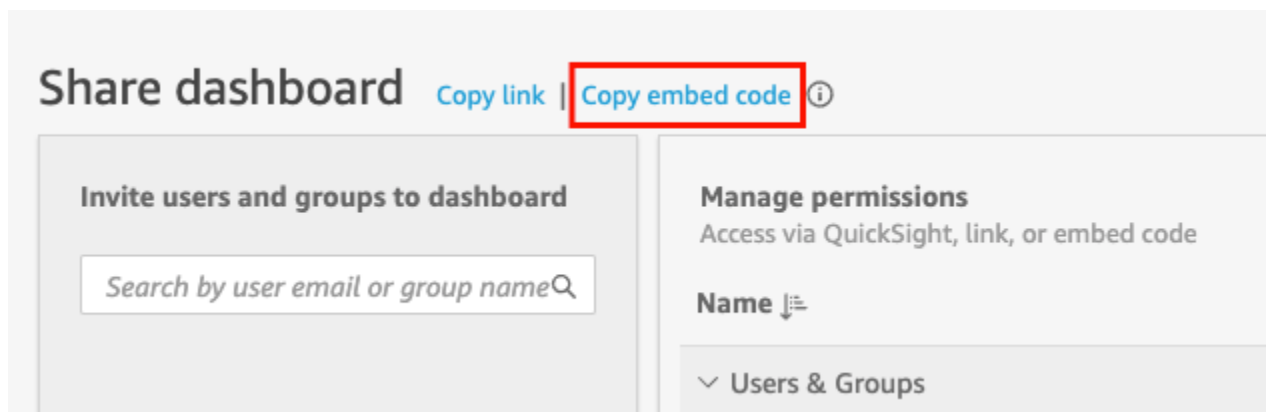 Share dashboard Copy link | Copy embed code
Invite users and groups to dashboard
Search by user email or group name
Manage permissions
Access via QuickSight, link, or embed code
Name
Users & Groups